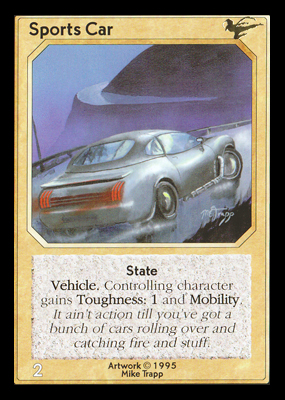 Sports Car
State
Vehicle. Controlling character
gains Toughness: 1 and Mobility.
It ain't action till you've got a
bunch of cars rolling over and
catching fire and stuff.
2
Artwork © 1995
Mike Trapp